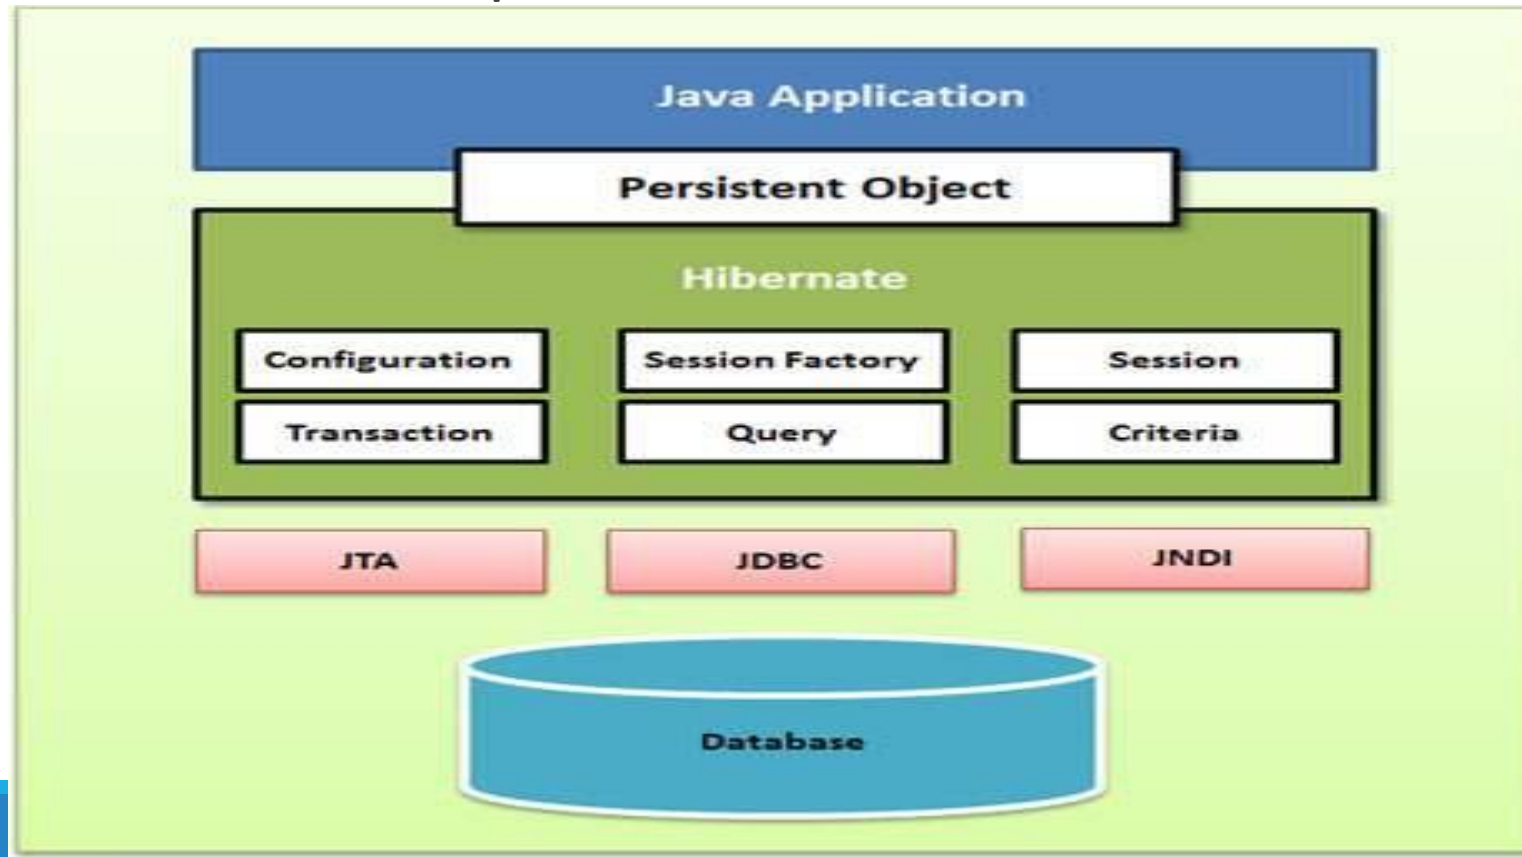 Java Application
Persistent Object
Hibernate
Configuration
Session Factory
Session
Transaction
Query
Criteria
JTA
JDBC
JNDI
Database